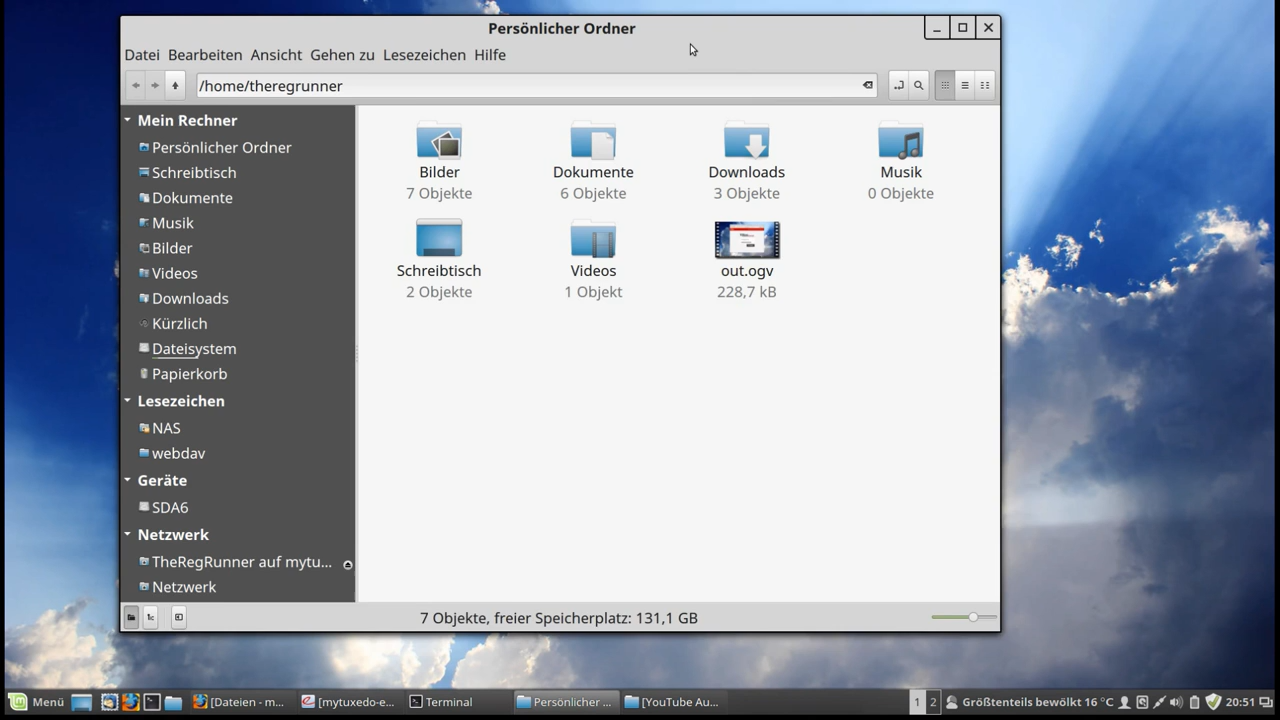 Persönlicher Ordner
Datei Bearbeiten Ansicht Gehen zu Lesezeichen Hilfe
/home/theregrunner
Mein Rechner
Persönlicher Ordner
Schreibtisch
Dokumente
Musik
Bilder
Videos
Downloads
Kürzlich
Dateisystem
Papierkorb
Lesezeichen
NAS
webdav
Geräte
SDA6
Netzwerk
TheRegRunner auf mytu...
Netzwerk
Bilder
7 Objekte
Dokumente
6 Objekte
Downloads
3 Objekte
Musik
0 Objekte
Schreibtisch
2 Objekte
Videos
1 Objekt
out.ogv
228,7 kB
7 Objekte, freier Speicherplatz: 131,1 GB
Menü [Dateien - m... [mytuxedo-e... Terminal Persönlicher ... [YouTube Au... 1 2 Größtenteils bewölkt 16 °C 20:51